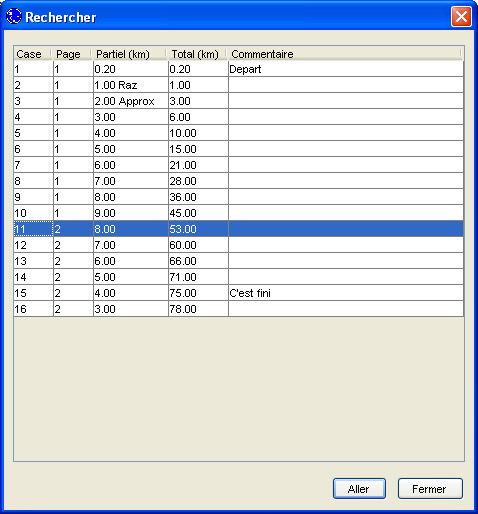 Rechercher
Case Page Partiel (km) Total (km) Commentaire
1 1 0.20 0.20 Depart
2 1 1.00 Raz 1.00
3 1 2.00 Approx 3.00
4 1 3.00 6.00
5 1 4.00 10.00
6 1 5.00 15.00
7 1 6.00 21.00
8 1 7.00 28.00
9 1 8.00 36.00
10 1 9.00 45.00
11 2 8.00 53.00
12 2 7.00 60.00
13 2 6.00 66.00
14 2 5.00 71.00
15 2 4.00 75.00 C'est fini
16 2 3.00 78.00
Aller Fermer